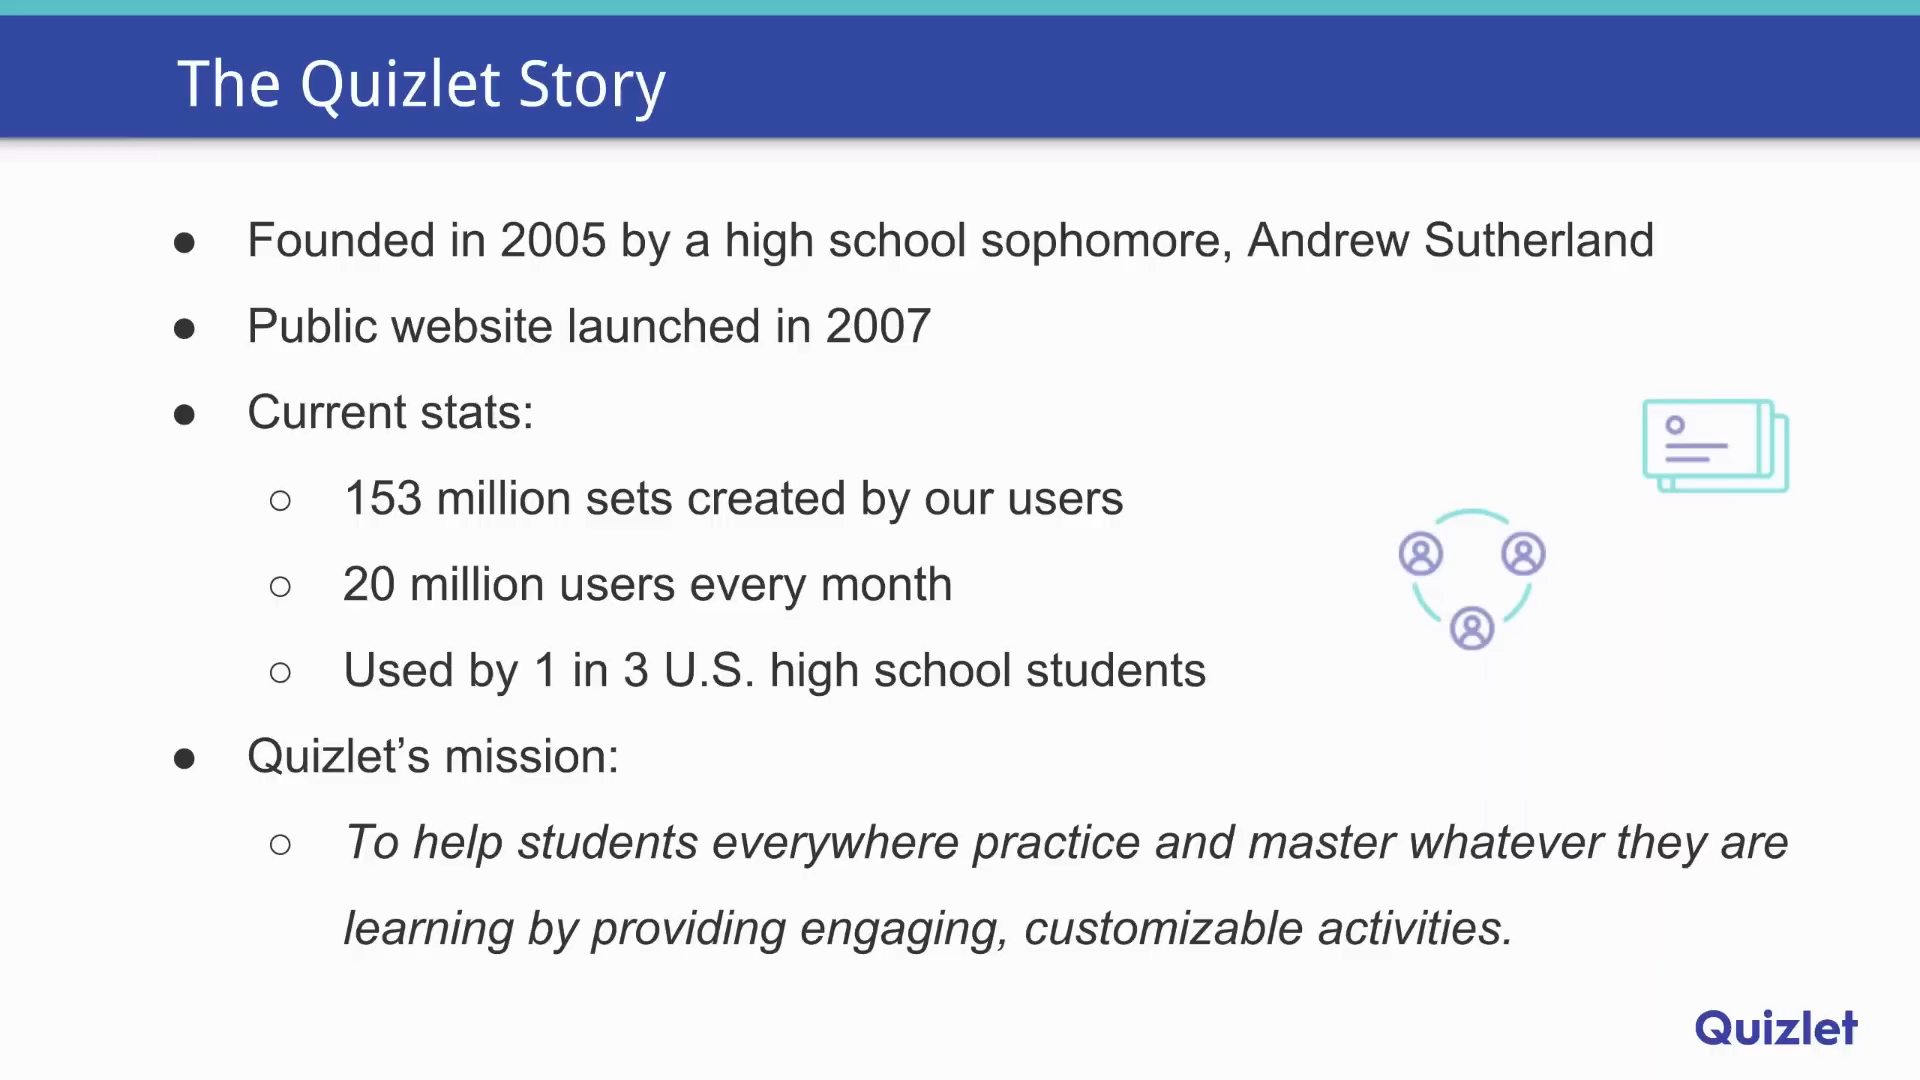 The Quizlet Story
● Founded in 2005 by a high school sophomore, Andrew Sutherland
● Public website launched in 2007
● Current stats:
○ 153 million sets created by our users
○ 20 million users every month
○ Used by 1 in 3 U.S. high school students
● Quizlet’s mission:
○ To help students everywhere practice and master whatever they are
learning by providing engaging, customizable activities.
Quizlet